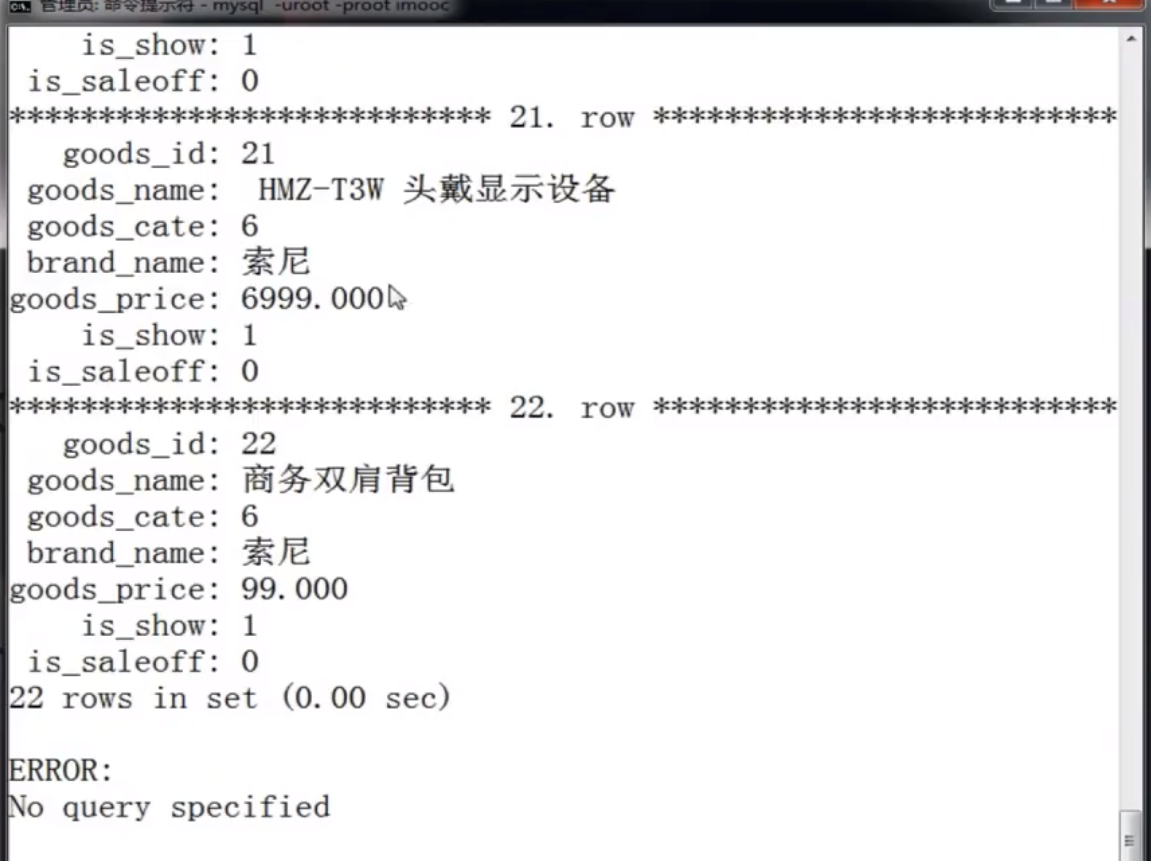 管理员: 命令提示符 - mysql -uroot -proot imooc
is_show: 1
is_saleoff: 0
*************************** 21. row **************************
goods_id: 21
goods_name:  HMZ-T3W 头戴显示设备
goods_cate: 6
brand_name: 索尼
goods_price: 6999.000
is_show: 1
is_saleoff: 0
*************************** 22. row **************************
goods_id: 22
goods_name: 商务双肩背包
goods_cate: 6
brand_name: 索尼
goods_price: 99.000
is_show: 1
is_saleoff: 0
22 rows in set (0.00 sec)
ERROR:
No query specified